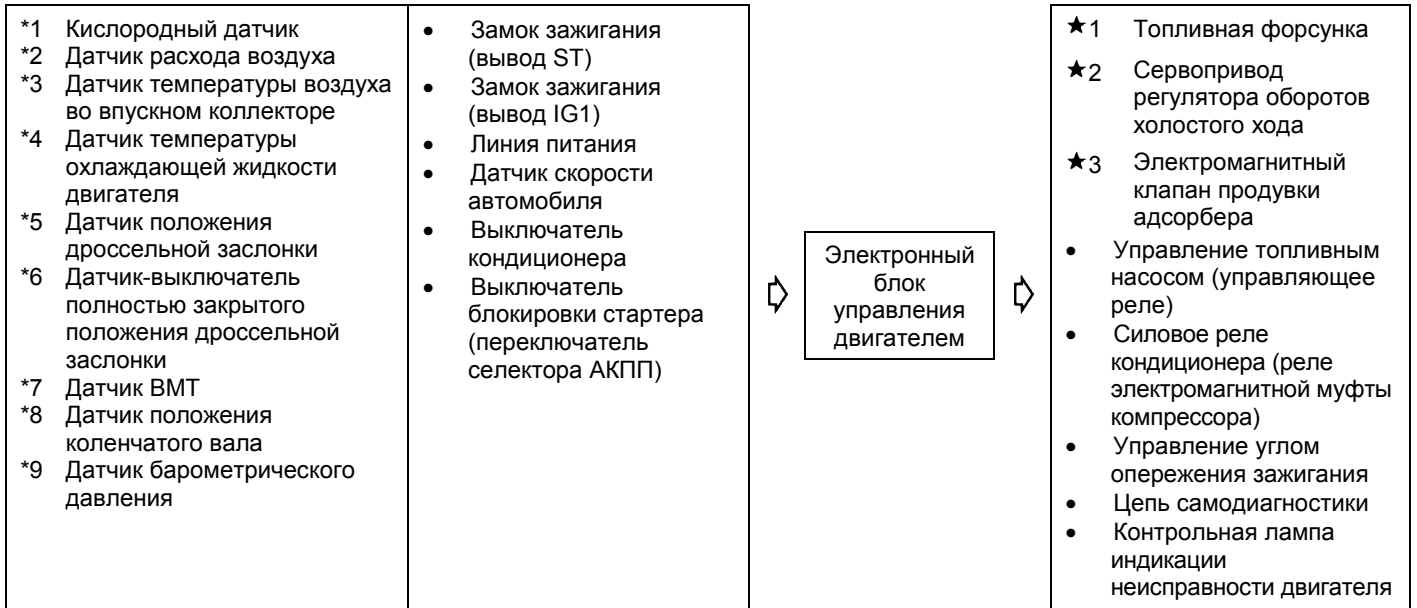 *1 Кислородный датчик
*2 Датчик расхода воздуха
*3 Датчик температуры воздуха
во впускном коллекторе
*4 Датчик температуры
охлаждающей жидкости
двигателя
*5 Датчик положения
дроссельной заслонки
*6 Датчик-выключатель
полностью закрытого
положения дроссельной
заслонки
*7 Датчик ВМТ
*8 Датчик положения
коленчатого вала
*9 Датчик барометрического
давления
• Замок зажигания
(вывод ST)
• Замок зажигания
(вывод IG1)
• Линия питания
• Датчик скорости
автомобиля
• Выключатель
кондиционера
• Выключатель
блокировки стартера
(переключатель
селектора АКПП)
Электронный
блок
управления
двигателем
★1 Топливная форсунка
★2 Сервопривод
регулятора оборотов
холостого хода
★3 Электромагнитный
клапан продувки
адсорбера
• Управление топливным
насосом (управляющее
реле)
• Силовое реле
кондиционера (реле
электромагнитной муфты
компрессора)
• Управление углом
опережения зажигания
• Цепь самодиагностики
• Контрольная лампа
индикации
неисправности двигателя